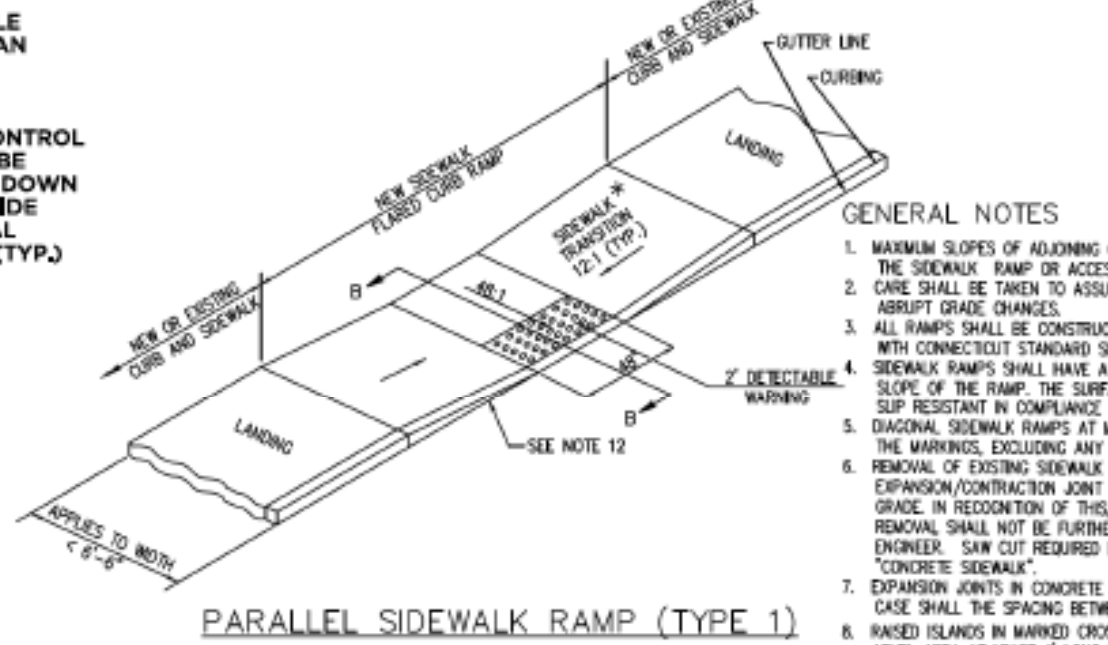 LE
AN
ONTROL
BE
DOWN
IDE
AL
(TYP.)
NEW OR EXISTING
CURB AND SIDEWALK
GUTTER LINE
CURBING
LANDING
NEW SIDEWALK
FLARED CURB RAMP
SIDEWALK *
TRANSITION
12:1 (TYP.)
B
48:1
NEW OR EXISTING
CURB AND SIDEWALK
48"
2' DETECTABLE
WARNING
B
LANDING
SEE NOTE 12
APPLIES TO WIDTH
< 6'-6"
PARALLEL SIDEWALK RAMP (TYPE 1)
GENERAL NOTES
1. MAXIMUM SLOPES OF ADJOINING
THE SIDEWALK RAMP OR ACCES
2. CARE SHALL BE TAKEN TO ASSU
ABRUPT GRADE CHANGES.
3. ALL RAMPS SHALL BE CONSTRUC
WITH CONNECTICUT STANDARD S
4. SIDEWALK RAMPS SHALL HAVE A
SLOPE OF THE RAMP. THE SURF
SLIP RESISTANT IN COMPLIANCE
5. DIAGONAL SIDEWALK RAMPS AT M
THE MARKINGS, EXCLUDING ANY
6. REMOVAL OF EXISTING SIDEWALK
EXPANSION/CONTRACTION JOINT
GRADE. IN RECOGNITION OF THIS,
REMOVAL SHALL NOT BE FURTHE
ENGINEER. SAW CUT REQUIRED
"CONCRETE SIDEWALK".
7. EXPANSION JOINTS IN CONCRETE
CASE SHALL THE SPACING BETWE
8. RAISED ISLANDS IN MARKED CROS